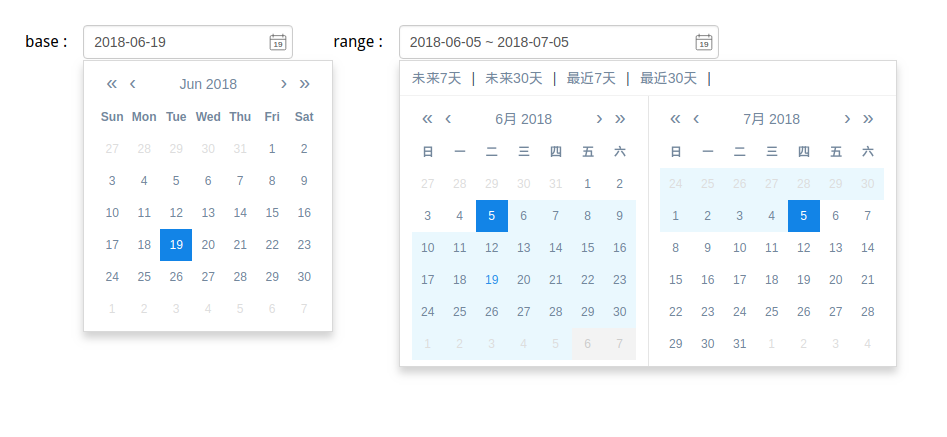 base : 2018-06-19 19 range : 2018-06-05 ~ 2018-07-05 19
« ‹ Jun 2018 › »
Sun Mon Tue Wed Thu Fri Sat
27 28 29 30 31 1 2
3 4 5 6 7 8 9
10 11 12 13 14 15 16
17 18 19 20 21 22 23
24 25 26 27 28 29 30
1 2 3 4 5 6 7
未来7天 | 未来30天 | 最近7天 | 最近30天 |
« ‹ 6月 2018 › »
日 一 二 三 四 五 六
27 28 29 30 31 1 2
3 4 5 6 7 8 9
10 11 12 13 14 15 16
17 18 19 20 21 22 23
24 25 26 27 28 29 30
1 2 3 4 5 6 7
« ‹ 7月 2018 › »
日 一 二 三 四 五 六
24 25 26 27 28 29 30
1 2 3 4 5 6 7
8 9 10 11 12 13 14
15 16 17 18 19 20 21
22 23 24 25 26 27 28
29 30 31 1 2 3 4